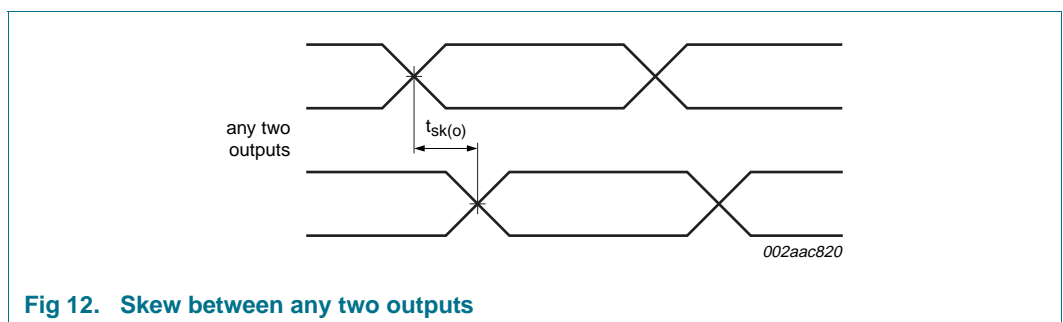 any two
outputs
tsk(o)
002aac820
Fig 12. Skew between any two outputs